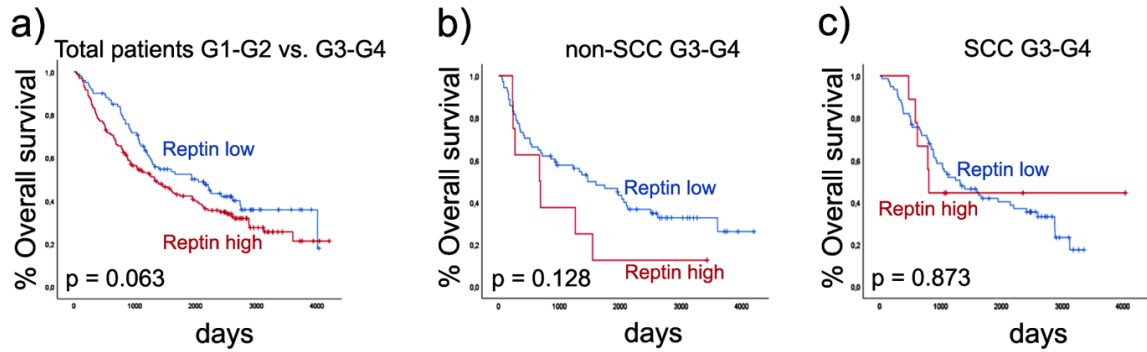 a)
Total patients G1-G2 vs. G3-G4
% Overall survival
1,0
0,8
0,6
0,4
0,2
0,0
Reptin low
Reptin high
p = 0.063
0
1000
2000
3000
4000
days
b)
non-SCC G3-G4
% Overall survival
1,0
0,8
0,6
0,4
0,2
0,0
Reptin low
Reptin high
p = 0.128
0
1000
2000
3000
4000
days
c)
SCC G3-G4
% Overall survival
1,0
0,8
0,6
0,4
0,2
0,0
Reptin low
Reptin high
p = 0.873
0
1000
2000
3000
4000
days